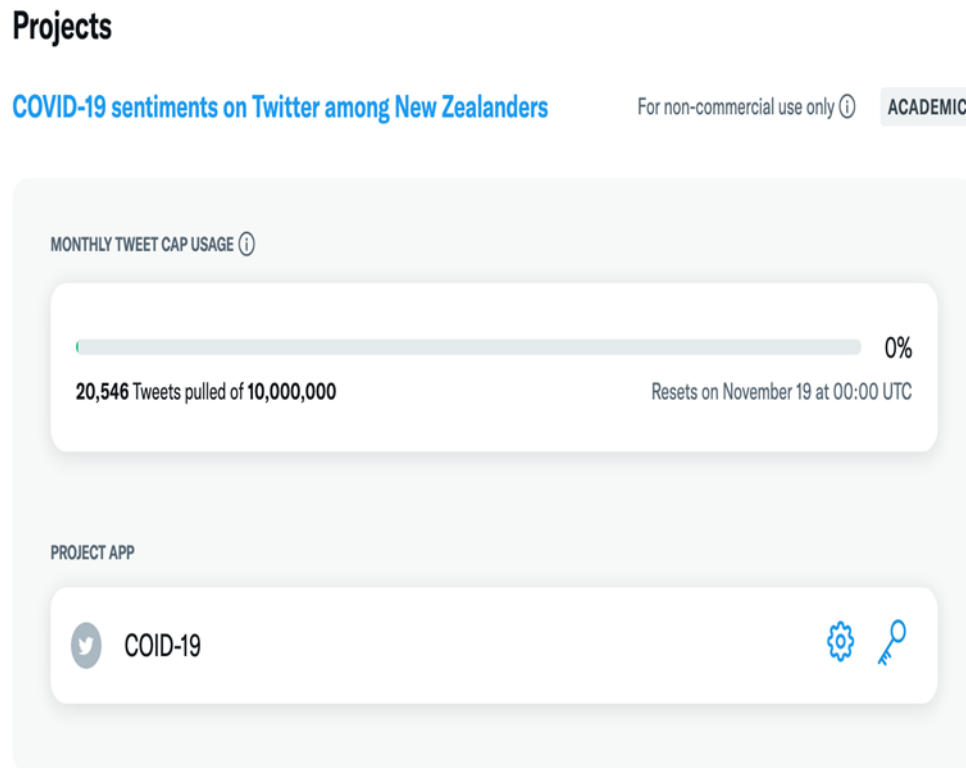 Projects
COVID-19 sentiments on Twitter among New Zealanders For non-commercial use only ACADEMIC
MONTHLY TWEET CAP USAGE
0%
20,546 Tweets pulled of 10,000,000 Resets on November 19 at 00:00 UTC
PROJECT APP
COID-19